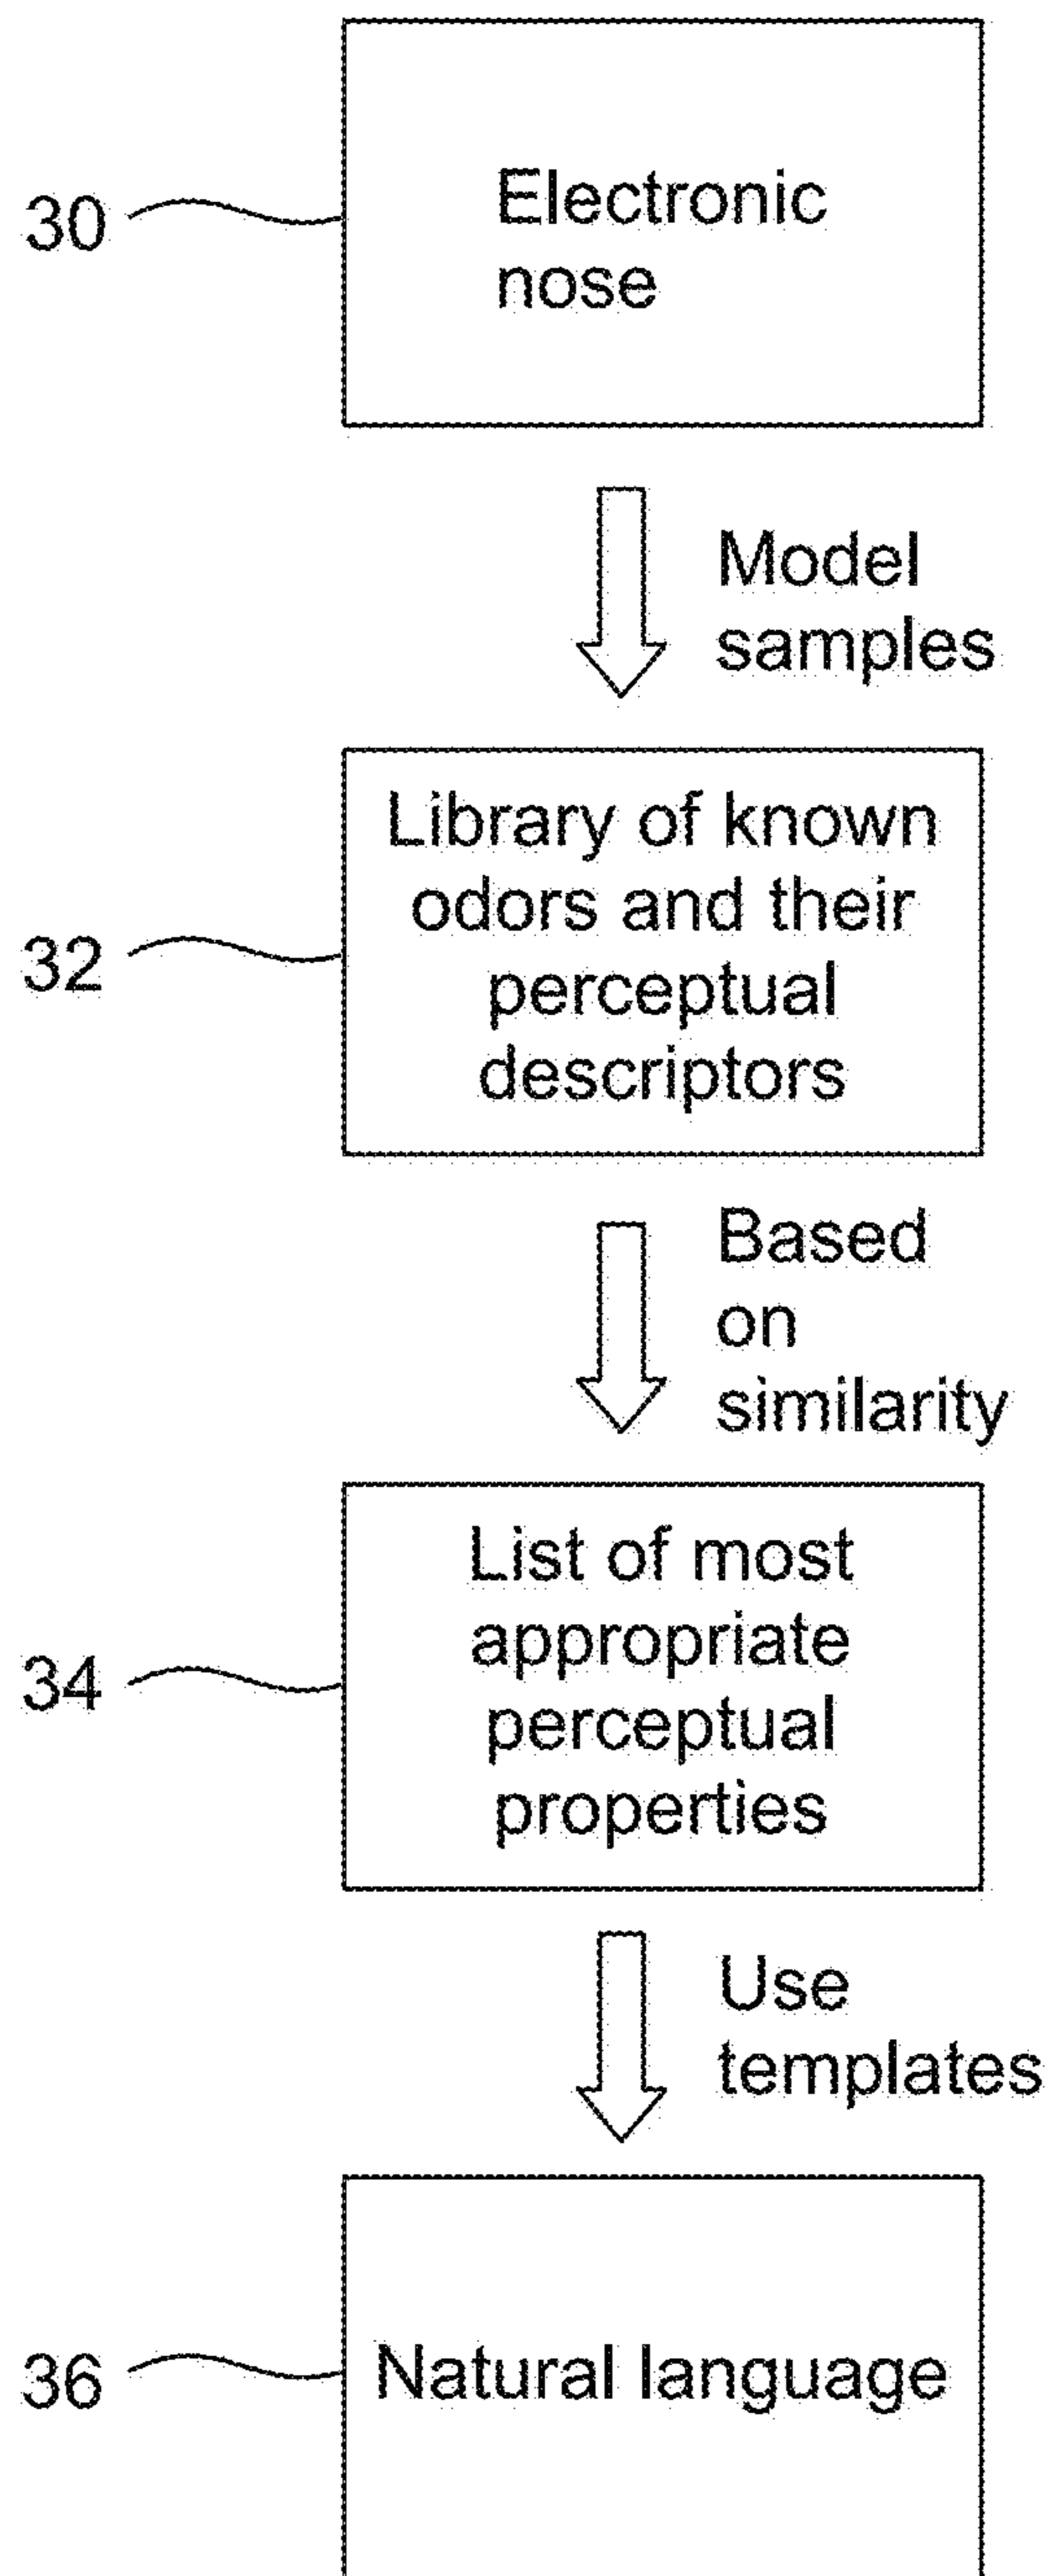 30
Electronic
nose
Model
samples
32
Library of known
odors and their
perceptual
descriptors
Based
on
similarity
34
List of most
appropriate
perceptual
properties
Use
templates
36
Natural language